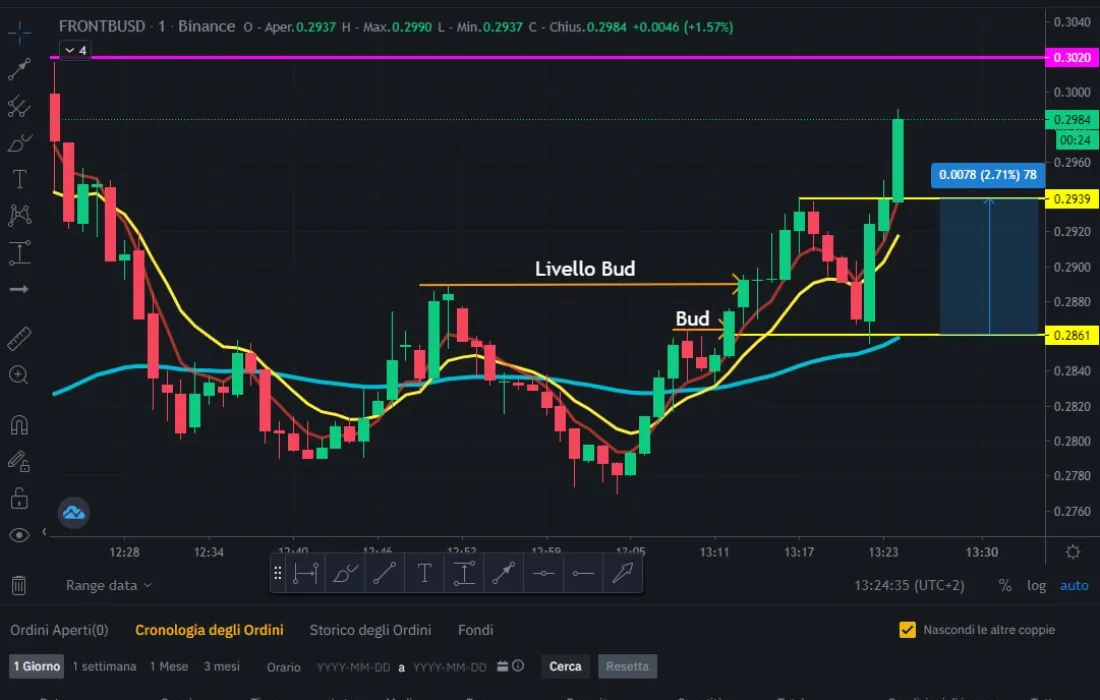 FRONTBUSD · 1 · Binance O - Aper.0.2937 H - Max.0.2990 L - Min.0.2937 C - Chius.0.2984 +0.0046 (+1.57%)
4
0.3040
0.3020
0.3000
0.2984
00:24
0.2960
0.0078 (2.71%) 78
0.2939
0.2920
Livello Bud
0.2900
0.2880
Bud
0.2861
0.2840
0.2820
0.2800
0.2780
0.2760
12:28 12:34 12:40 12:46 12:52 12:59 13:05 13:11 13:17 13:23 13:30
Range data
13:24:35 (UTC+2) % log auto
Ordini Aperti(0) Cronologia degli Ordini Storico degli Ordini Fondi
Nascondi le altre coppie
1 Giorno 1 settimana 1 Mese 3 mesi Orario YYYY-MM-DD a YYYY-MM-DD Cerca Resetta